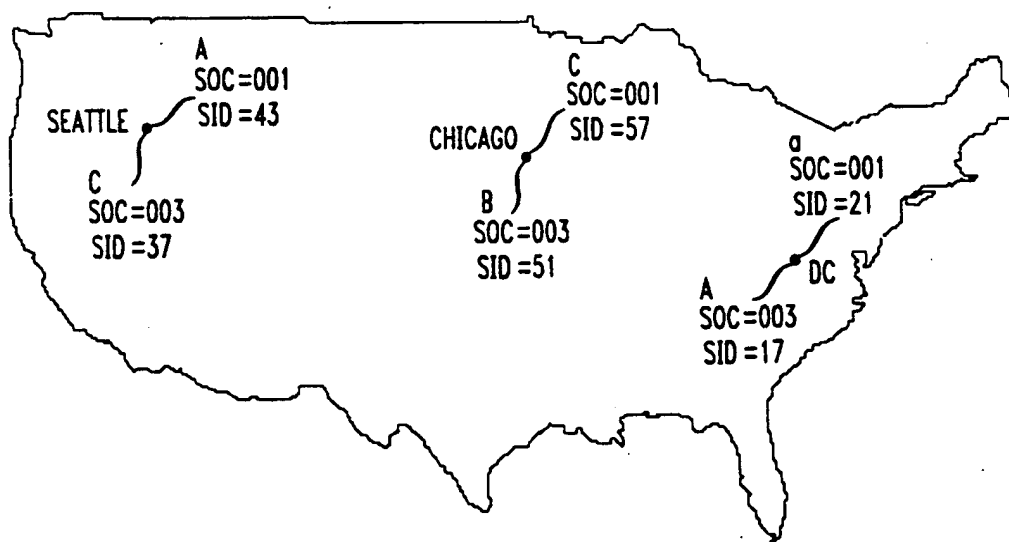 A
SOC=001
SID=43
SEATTLE
C
SOC=003
SID=37
C
SOC=001
SID=57
CHICAGO
B
SOC=003
SID=51
a
SOC=001
SID=21
DC
A
SOC=003
SID=17